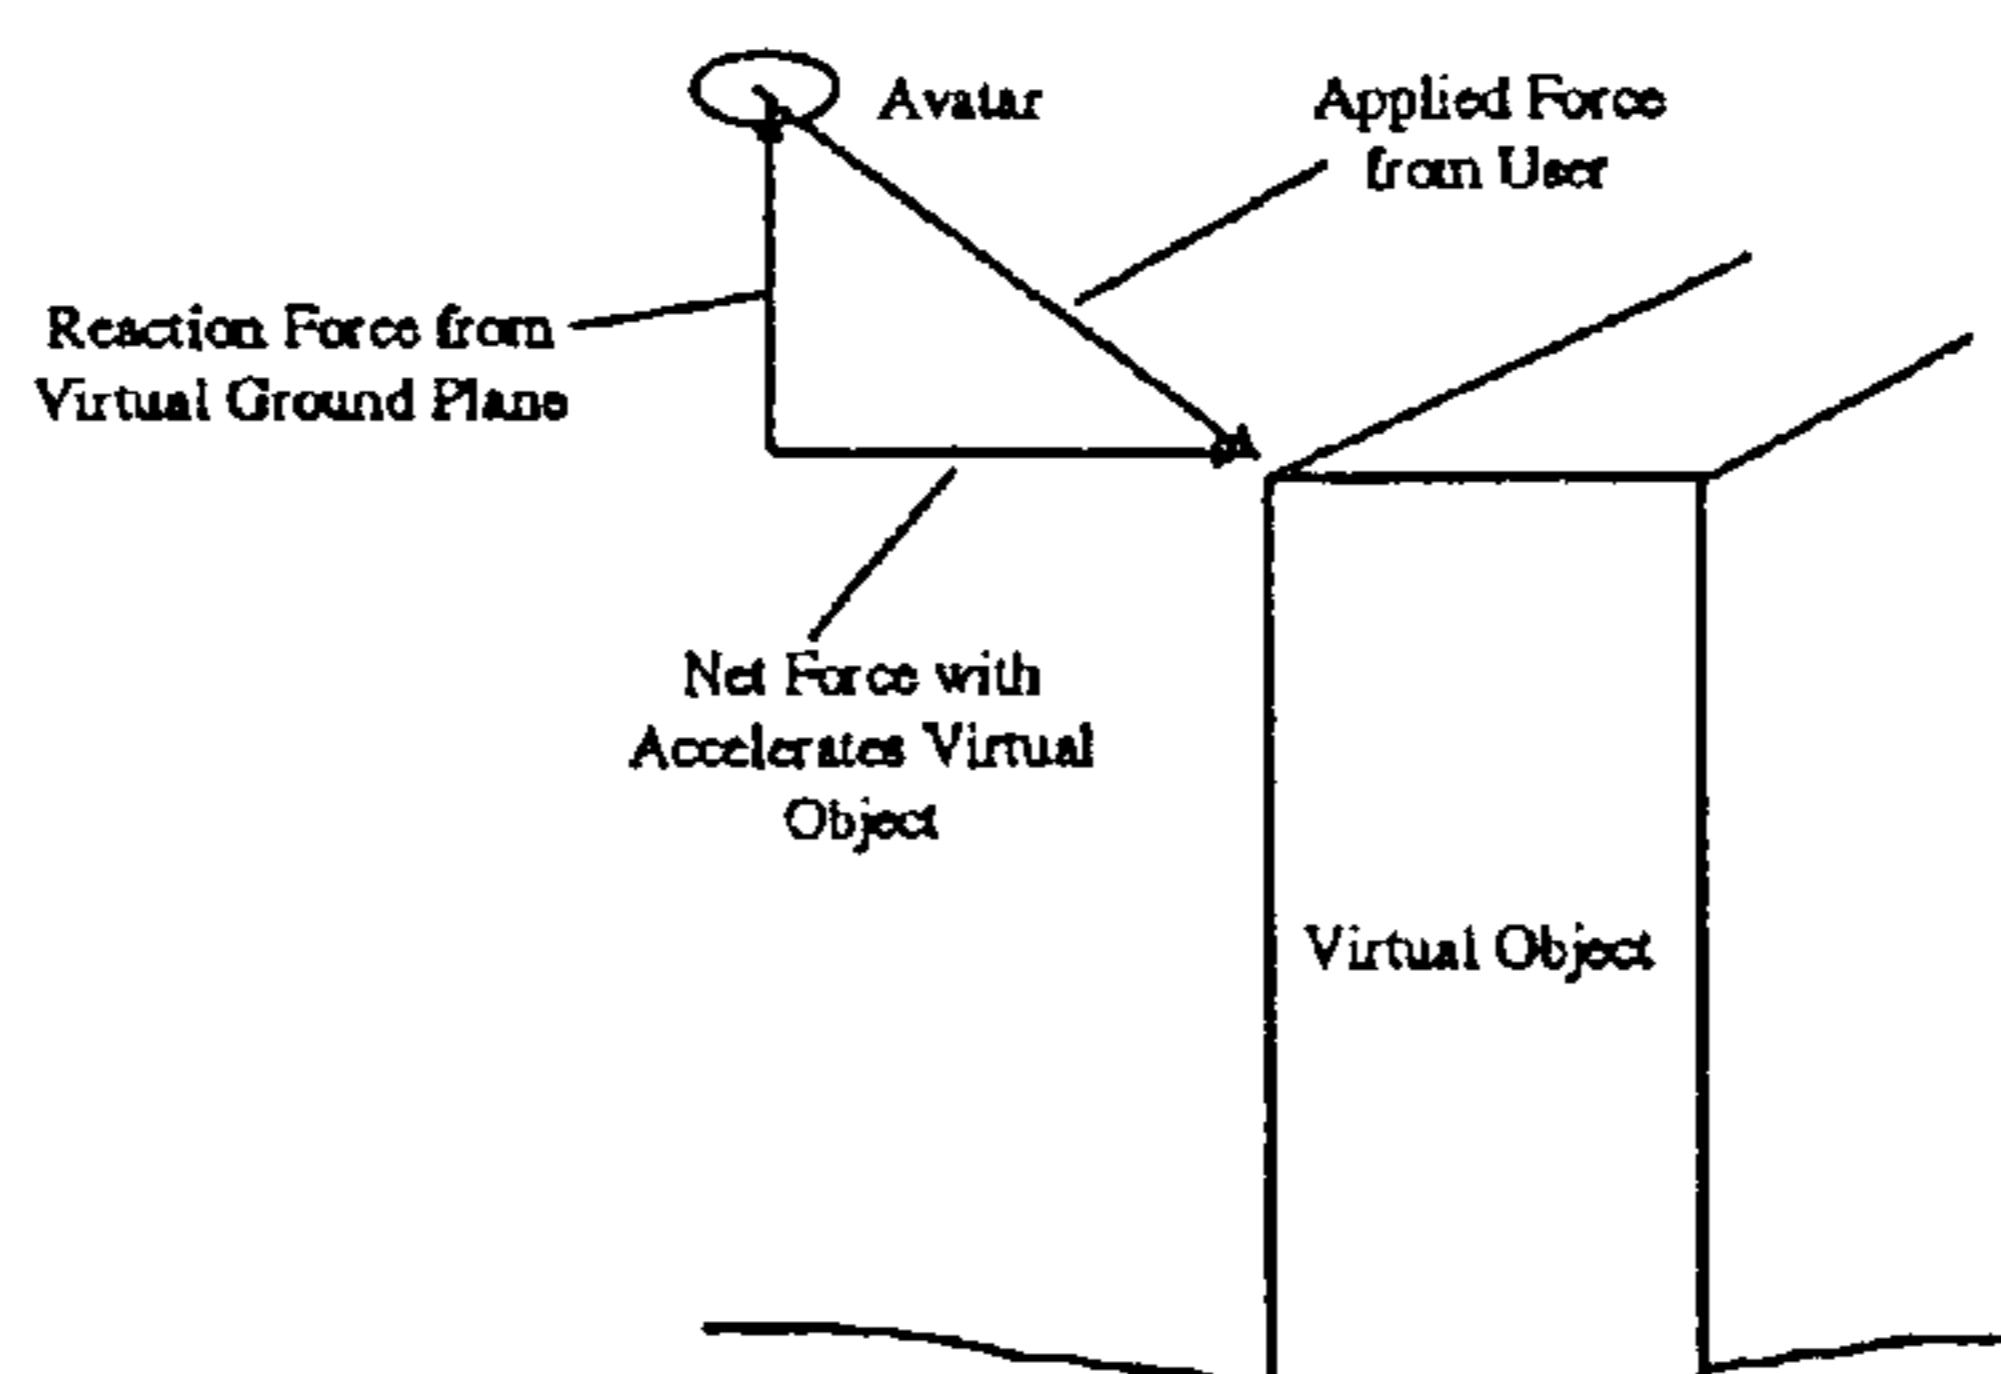 Avatar
Applied Force
from User
Reaction Force from
Virtual Ground Plane
Net Force with
Accelerates Virtual
Object
Virtual Object